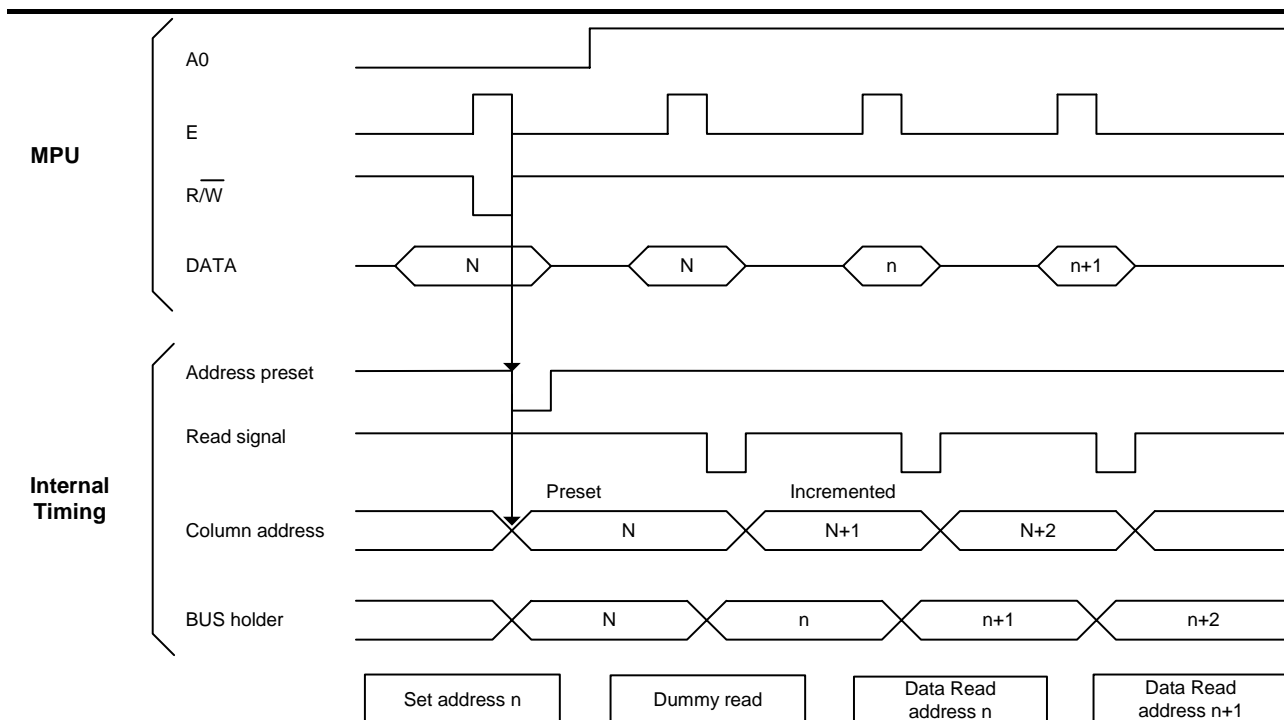 A0
E
MPU
R/W
DATA
N
N
n
n+1
Address preset
Read signal
Internal
Timing
Preset
Incremented
Column address
N
N+1
N+2
BUS holder
N
n
n+1
n+2
Set address n
Dummy read
Data Read
address n
Data Read
address n+1